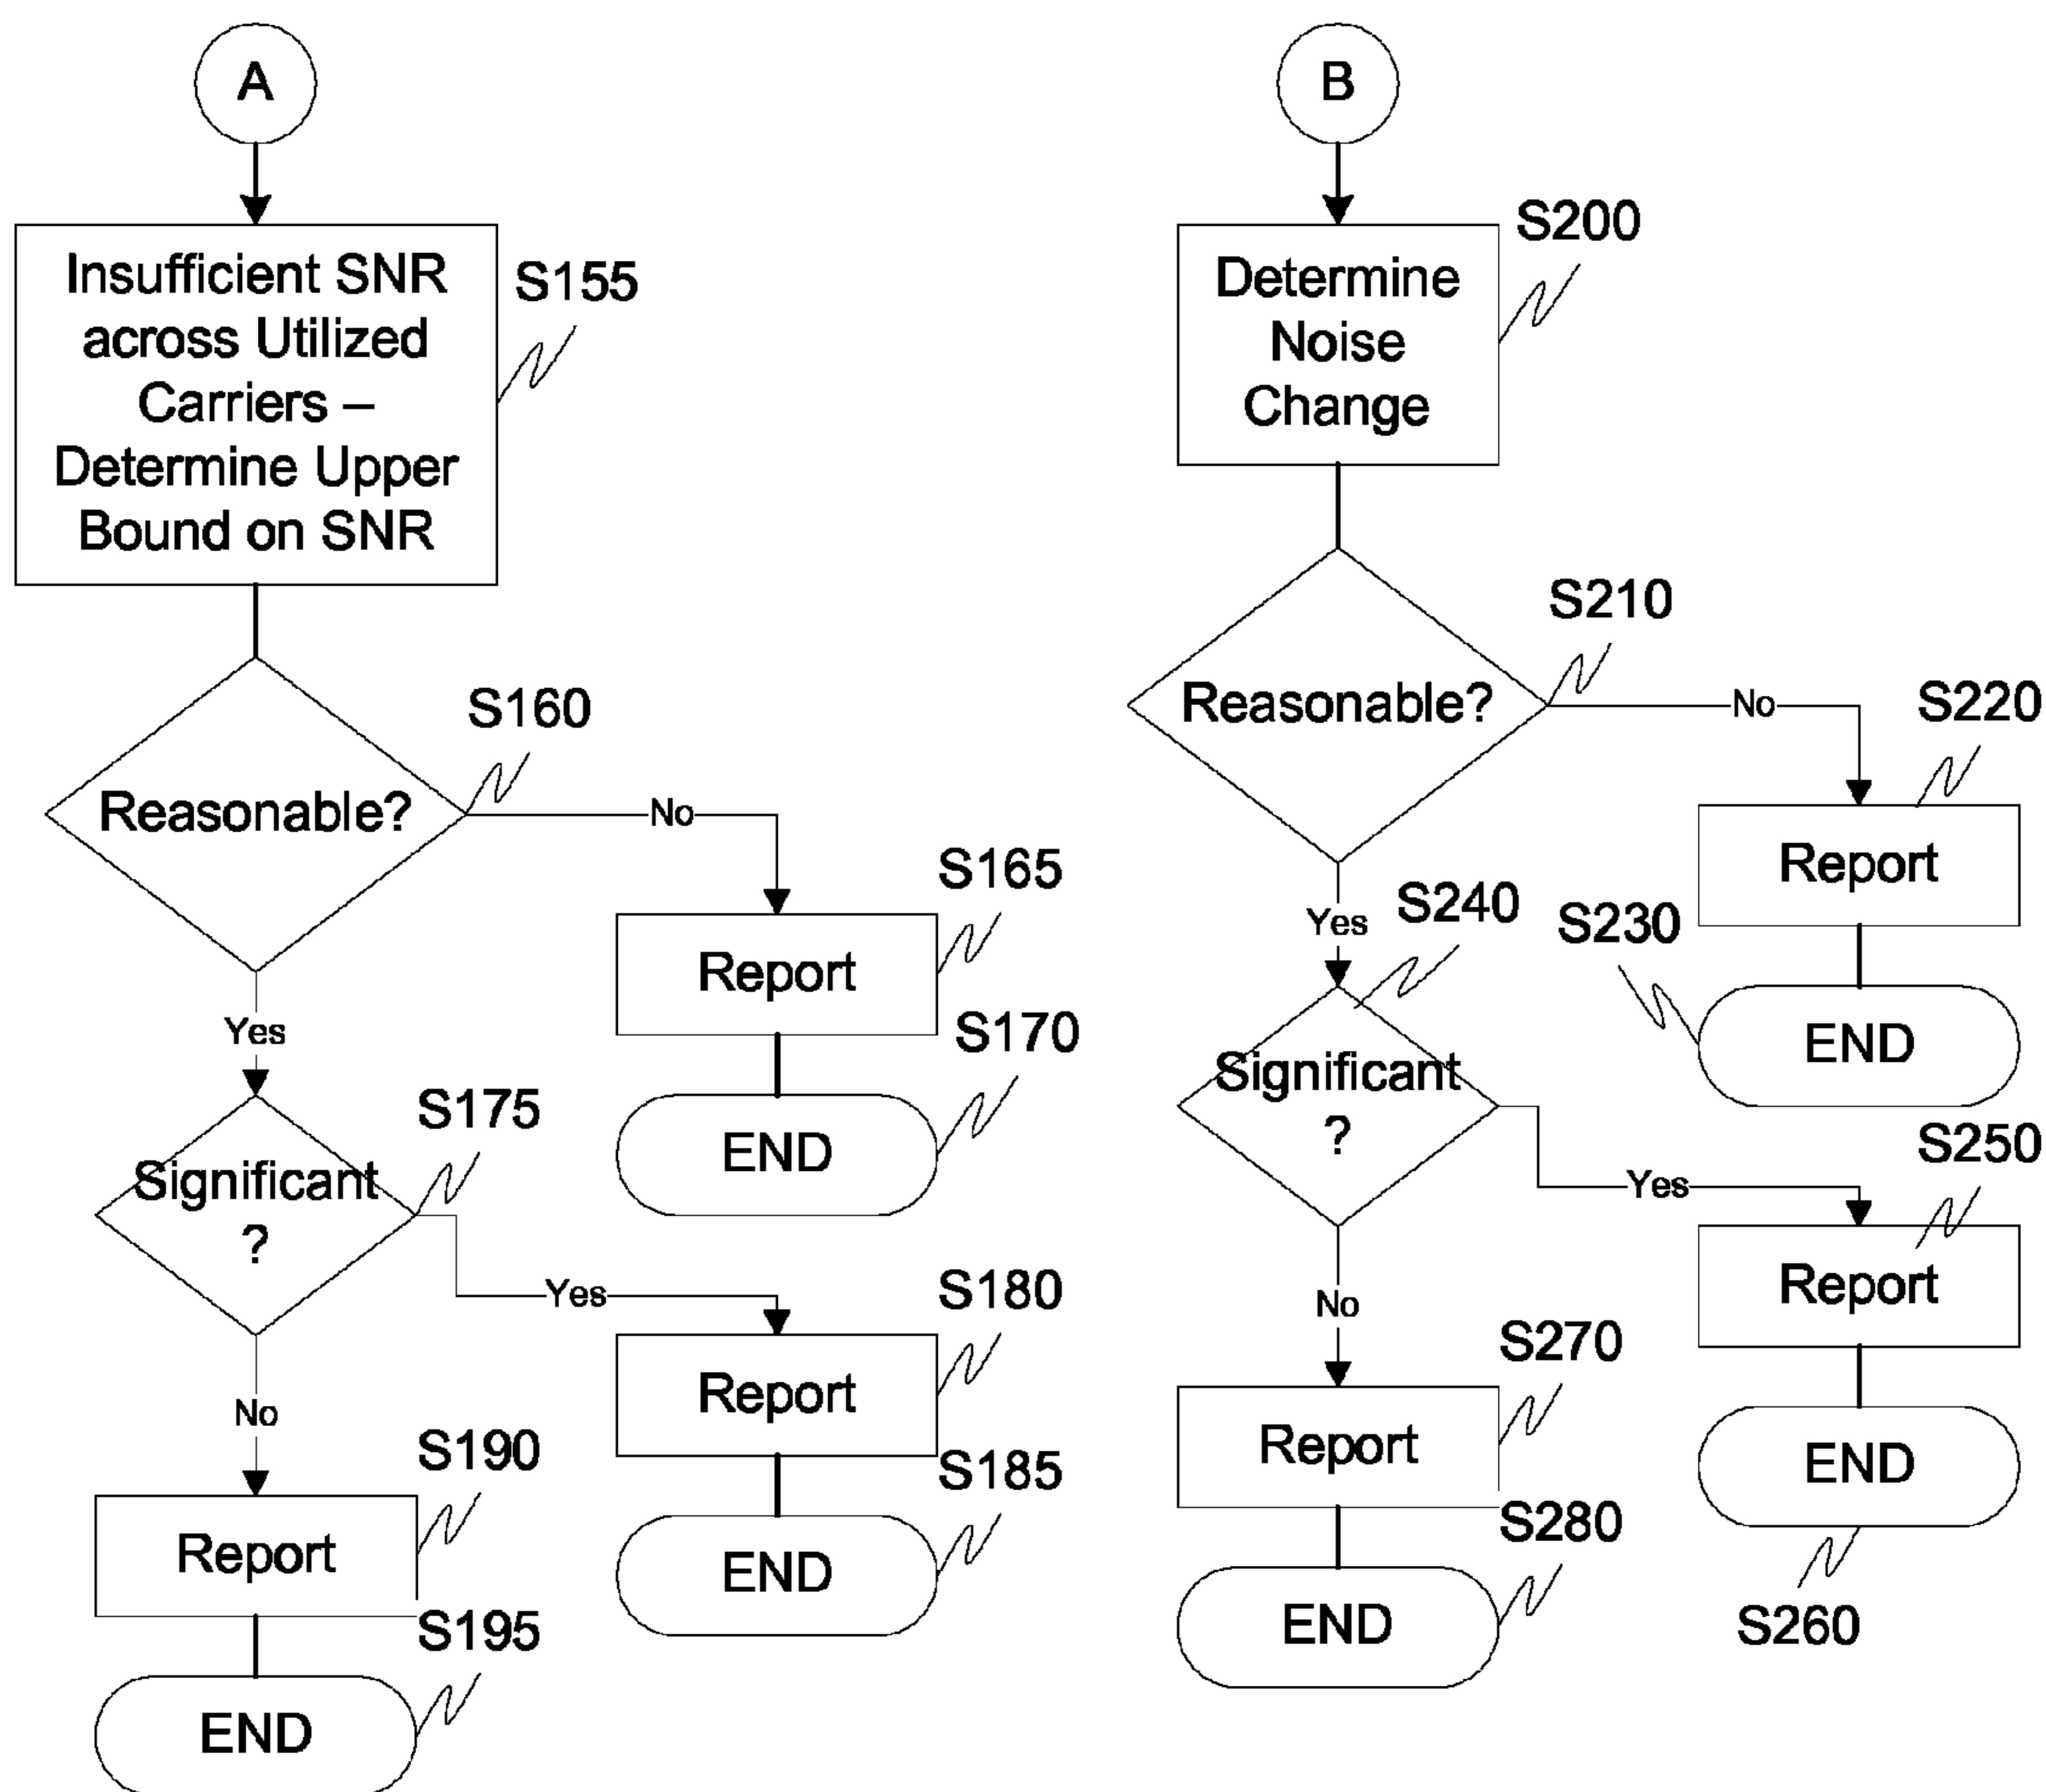 A
Insufficient SNR
across Utilized
Carriers –
Determine Upper
Bound on SNR
S155
Reasonable?
S160
No
S165
Report
S170
END
Yes
S175
Significant
?
Yes
S180
Report
S185
END
No
S190
Report
S195
END
B
S200
Determine
Noise
Change
S210
Reasonable?
No
S220
Report
S230
END
Yes
S240
Significant
?
Yes
S250
Report
END
S260
No
S270
Report
S280
END